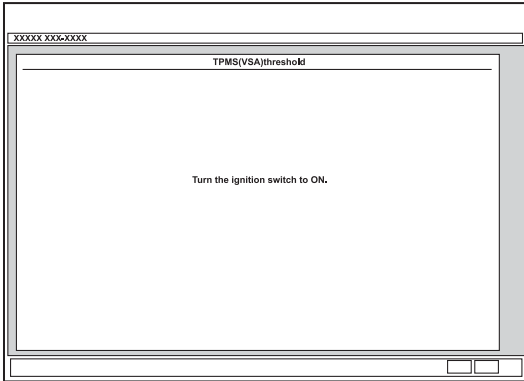 XXXXX XXX-XXXX
TPMS(VSA)threshold
Turn the ignition switch to ON.